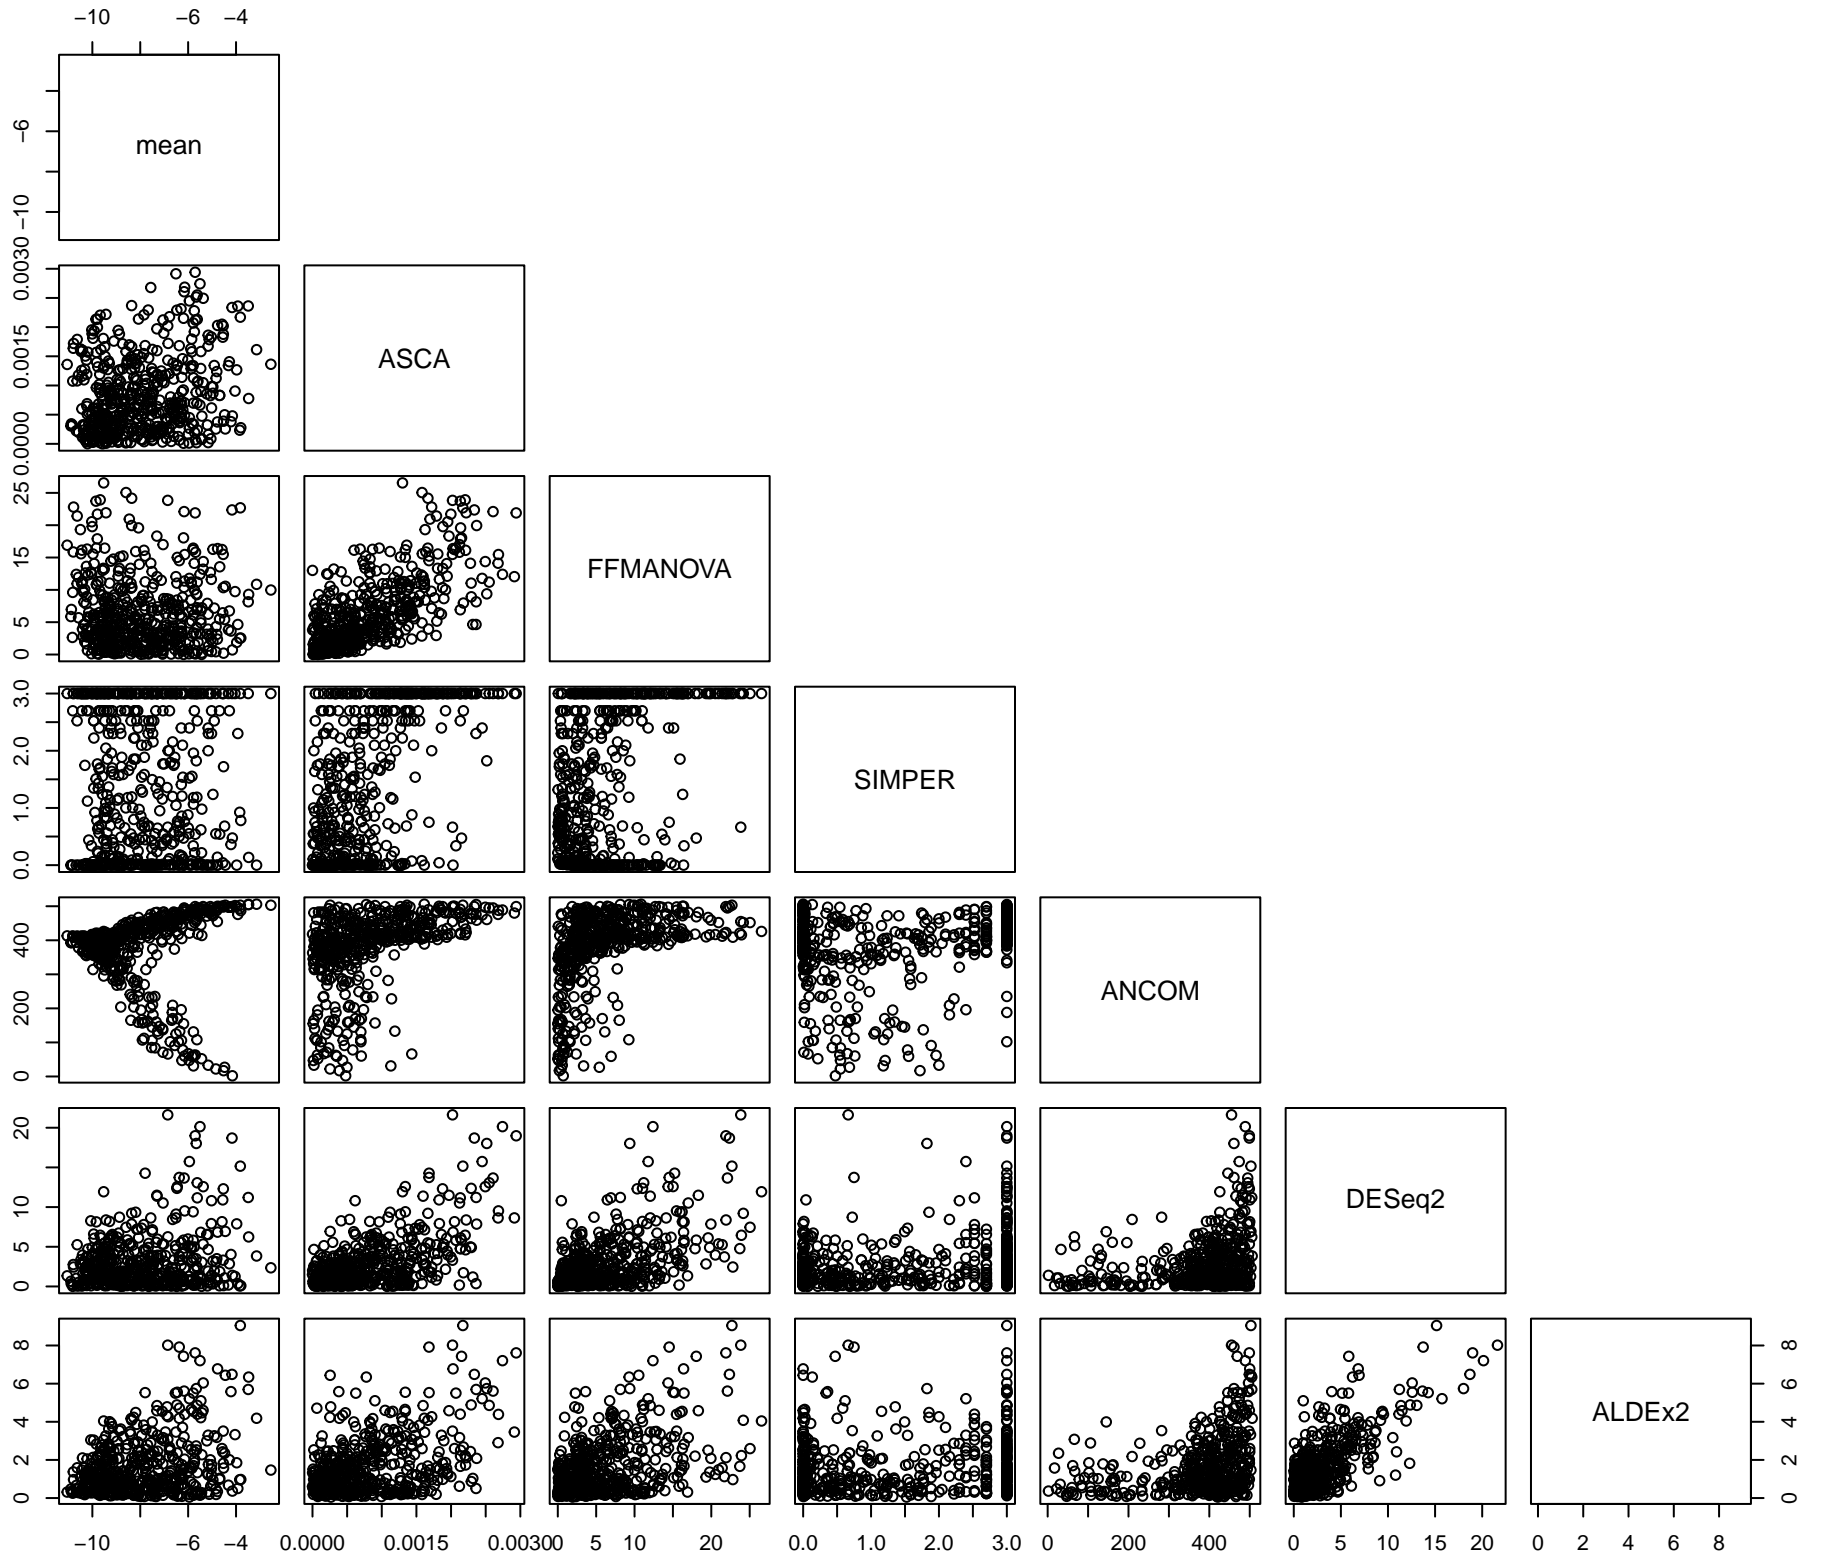 −10 −6 −4
−6
−10
mean
0.0000 0.0015 0.0030
ASCA
0 5 15 25
FFMANOVA
0.0 1.0 2.0 3.0
SIMPER
0 200 400
ANCOM
0 5 10 20
DESeq2
0 2 4 6 8
ALDEx2
0 2 4 8
−10 −6 −4 0.0000 0.0015 0.0030 0 5 10 20 0.0 1.0 2.0 3.0 0 200 400 0 5 10 15 20 0 2 4 6 8